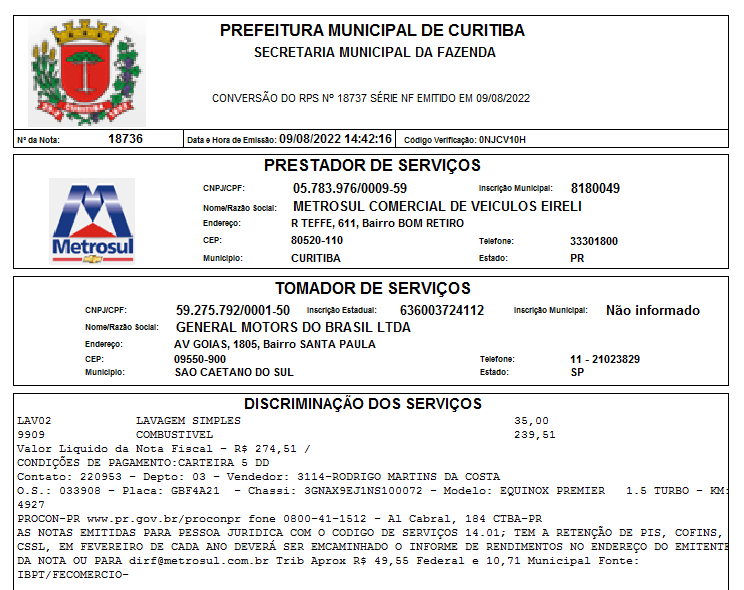 PREFEITURA MUNICIPAL DE CURITIBA
SECRETARIA MUNICIPAL DA FAZENDA
CONVERSÃO DO RPS Nº 18737 SÉRIE NF EMITIDO EM 09/08/2022
CURITIBA
Nº da Nota: 18736 Data e Hora de Emissão: 09/08/2022 14:42:16 Código Verificação: 0NJCV10H
PRESTADOR DE SERVIÇOS
CNPJ/CPF: 05.783.976/0009-59 Inscrição Municipal: 8180049
Nome/Razão Social: METROSUL COMERCIAL DE VEICULOS EIRELI
Endereço: R TEFFE, 611, Bairro BOM RETIRO
CEP: 80520-110 Telefone: 33301800
Município: CURITIBA Estado: PR
Metrosul
TOMADOR DE SERVIÇOS
CNPJ/CPF: 59.275.792/0001-50 Inscrição Estadual: 636003724112 Inscrição Municipal: Não informado
Nome/Razão Social: GENERAL MOTORS DO BRASIL LTDA
Endereço: AV GOIAS, 1805, Bairro SANTA PAULA
CEP: 09550-900 Telefone: 11 - 21023829
Município: SAO CAETANO DO SUL Estado: SP
DISCRIMINAÇÃO DOS SERVIÇOS
LAV02 LAVAGEM SIMPLES 35,00
9909 COMBUSTIVEL 239,51
Valor Liquido da Nota Fiscal - R$ 274,51 /
CONDIÇÕES DE PAGAMENTO:CARTEIRA 5 DD
Contato: 220953 - Depto: 03 - Vendedor: 3114-RODRIGO MARTINS DA COSTA
O.S.: 033908 - Placa: GBF4A21 - Chassi: 3GNAX9EJ1NS100072 - Modelo: EQUINOX PREMIER 1.5 TURBO - KM:
4927
PROCON-PR www.pr.gov.br/proconpr fone 0800-41-1512 - Al Cabral, 184 CTBA-PR
AS NOTAS EMITIDAS PARA PESSOA JURIDICA COM O CODIGO DE SERVIÇOS 14.01; TEM A RETENÇÃO DE PIS, COFINS,
CSSL, EM FEVEREIRO DE CADA ANO DEVERÁ SER EMCAMINHADO O INFORME DE RENDIMENTOS NO ENDEREÇO DO EMITENTE
DA NOTA OU PARA dirf@metrosul.com.br Trib Aprox R$ 49,55 Federal e 10,71 Municipal Fonte:
IBPT/FECOMERCIO-